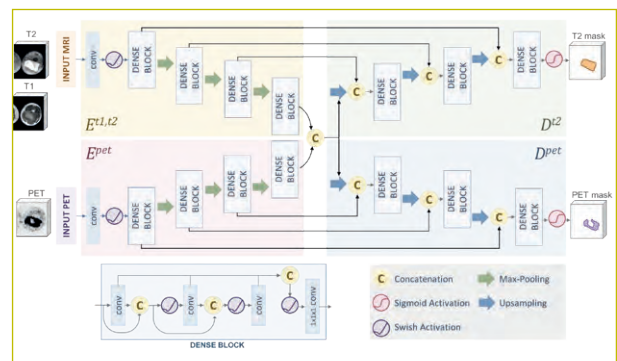 T2
T1
INPUT MRI
conv
DENSE BLOCK
DENSE BLOCK
DENSE BLOCK
DENSE BLOCK
E^{t1,t2}
C
C
C
C
DENSE BLOCK
DENSE BLOCK
DENSE BLOCK
T2 mask
D^{t2}
PET
INPUT PET
conv
DENSE BLOCK
DENSE BLOCK
DENSE BLOCK
DENSE BLOCK
E^{pet}
C
C
C
DENSE BLOCK
DENSE BLOCK
DENSE BLOCK
PET mask
D^{pet}
conv
C
conv
C
conv
C
1x1x1 conv
DENSE BLOCK
C Concatenation
Max-Pooling
Sigmoid Activation
Upsampling
Swish Activation